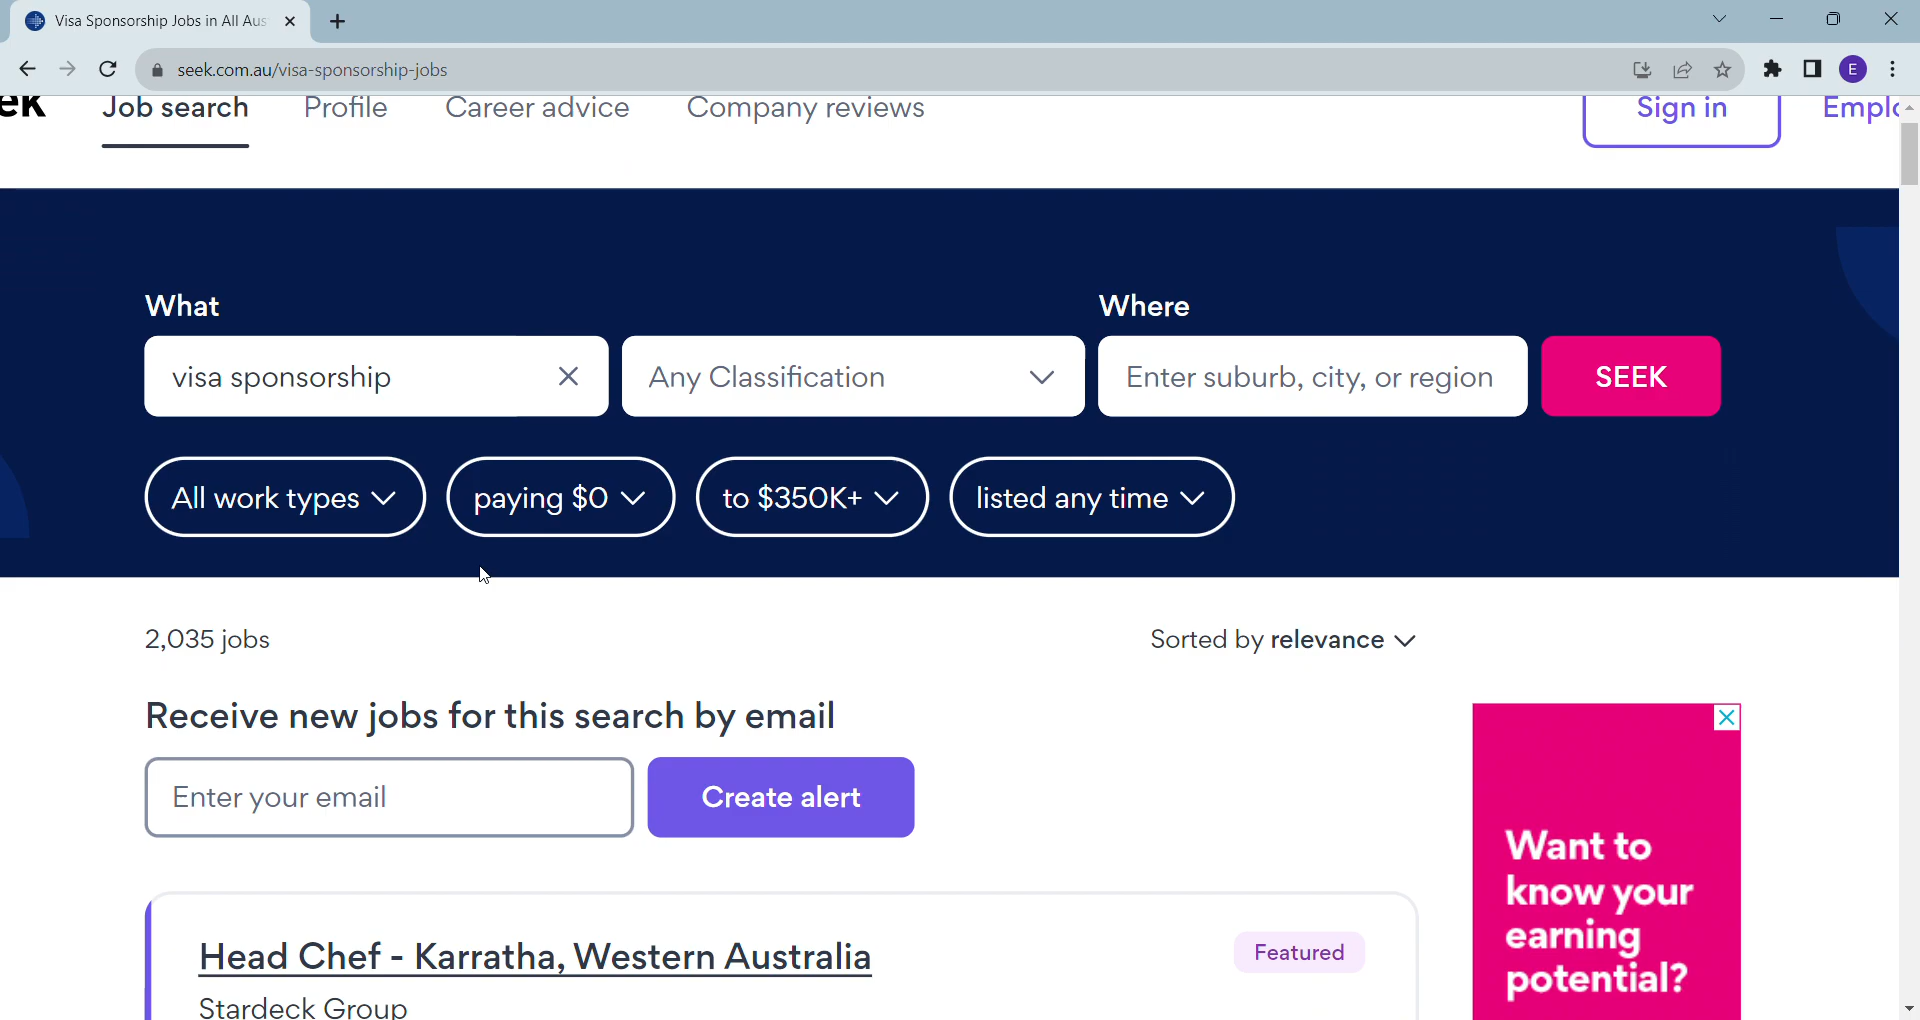 Visa Sponsorship Jobs in All Aus
seek.com.au/visa-sponsorship-jobs
E
ek
Job search
Profile
Career advice
Company reviews
Sign in
Emplo
What
Where
visa sponsorship
Any Classification
Enter suburb, city, or region
SEEK
All work types
paying $0
to $350K+
listed any time
2,035 jobs
Sorted by relevance
Receive new jobs for this search by email
Enter your email
Create alert
Want to
know your
earning
potential?
Head Chef - Karratha, Western Australia
Featured
Stardeck Group